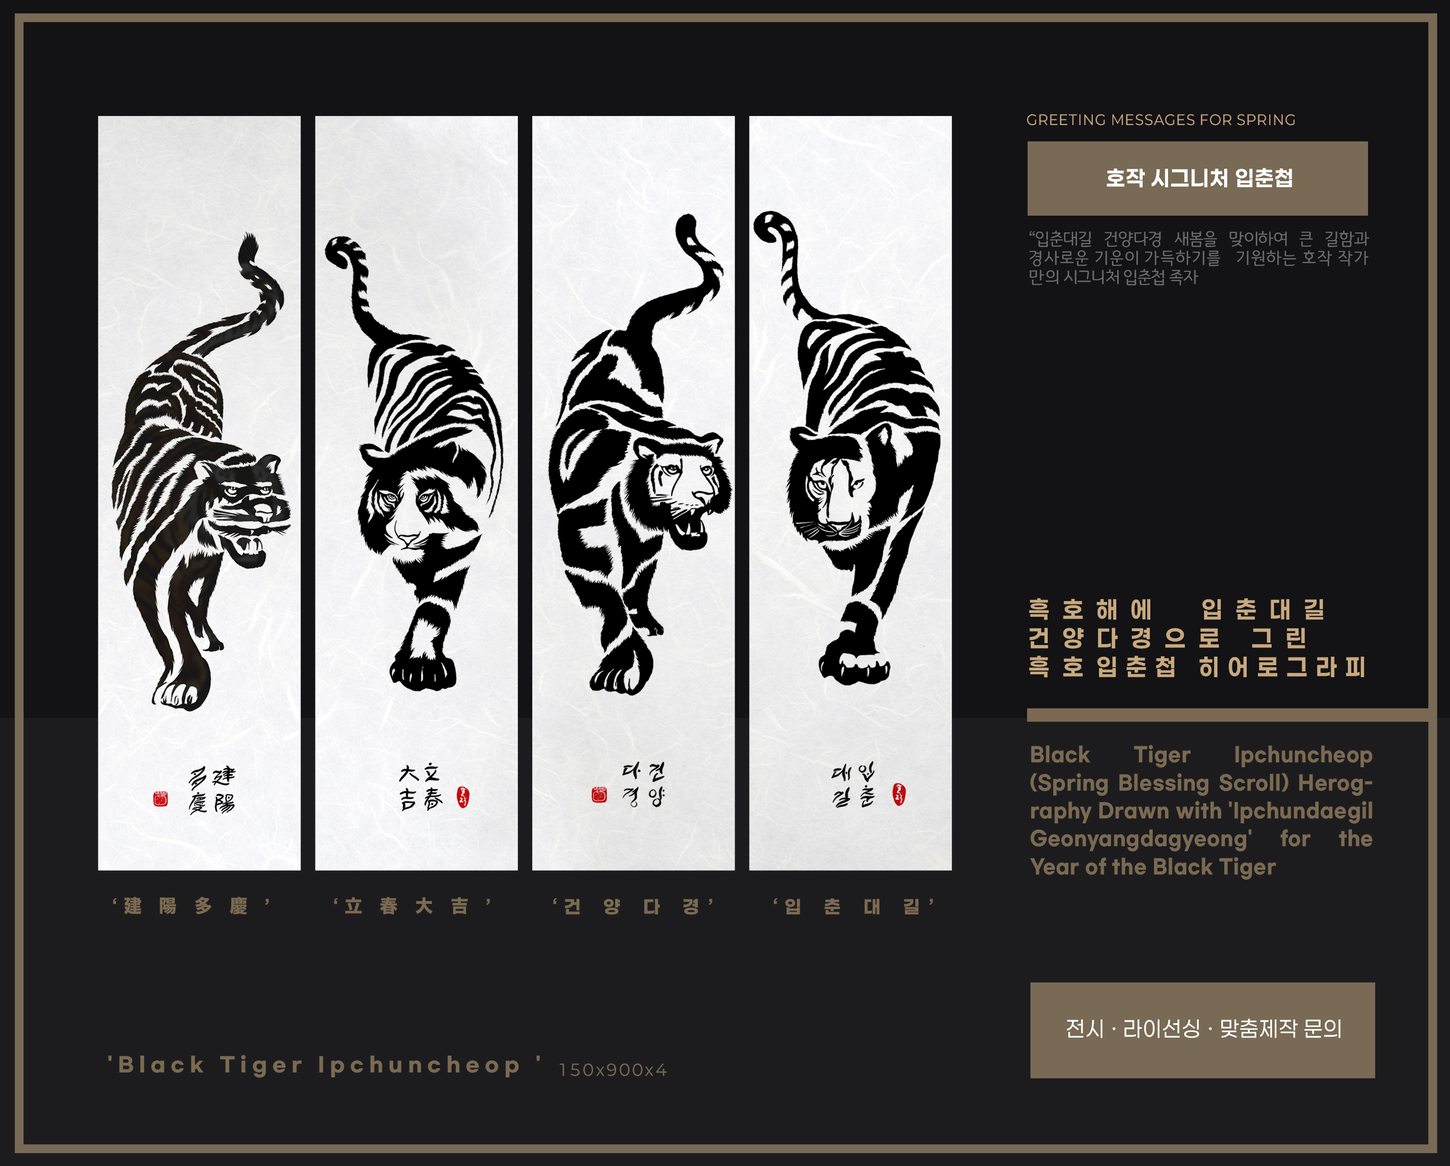 GREETING MESSAGES FOR SPRING
호작 시그니처 입춘첩
“입춘대길 건양다경 새봄을 맞이하여 큰 길함과
경사로운 기운이 가득하기를 기원하는 호작 작가
만의 시그니처 입춘첩 족자
多建
慶陽
大立
吉春
다건
경양
대입
길춘
‘建陽多慶’
‘立春大吉’
‘건양다경’
‘입춘대길’
흑호해에 입춘대길
건양다경으로 그린
흑호입춘첩 히어로그라피
Black Tiger Ipchuncheop
(Spring Blessing Scroll) Herog-
raphy Drawn with 'Ipchundaegil
Geonyangdagyeong' for the
Year of the Black Tiger
전시 · 라이선싱 · 맞춤제작 문의
'Black Tiger Ipchuncheop '
150x900x4